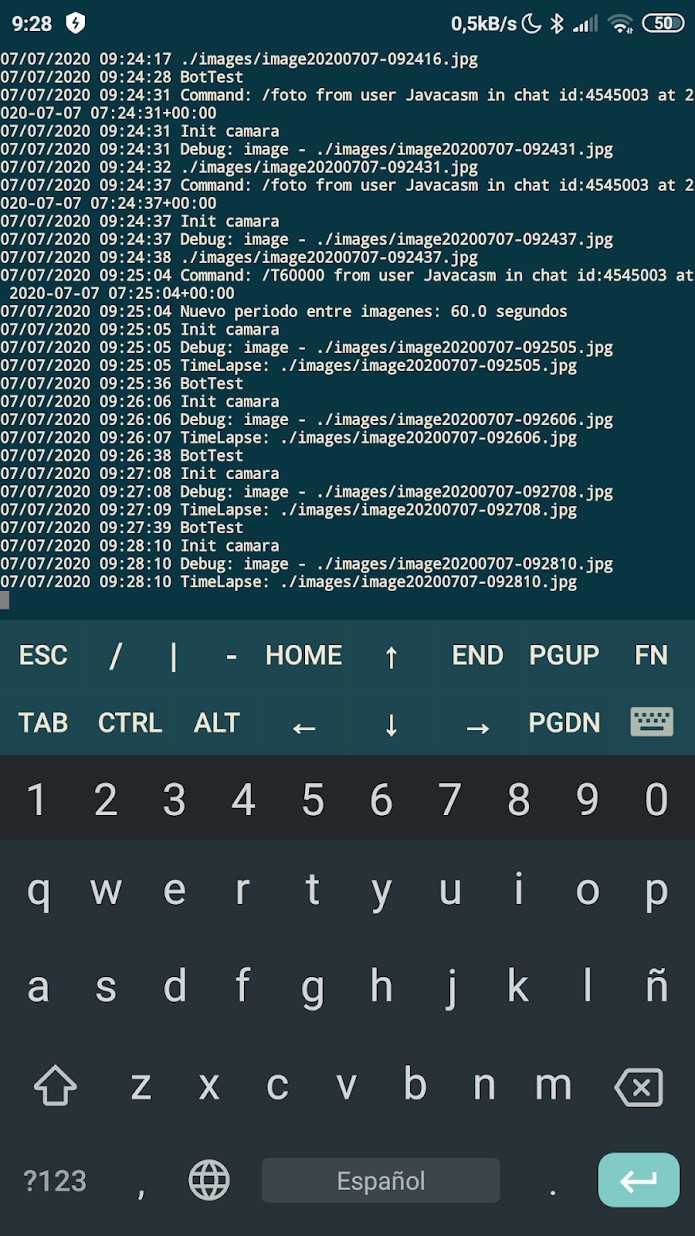 9:28 0,5kB/s 50
07/07/2020 09:24:17 ./images/image20200707-092416.jpg
07/07/2020 09:24:28 BotTest
07/07/2020 09:24:31 Command: /foto from user Javacasm in chat id:4545003 at 2
020-07-07 07:24:31+00:00
07/07/2020 09:24:31 Init camara
07/07/2020 09:24:31 Debug: image - ./images/image20200707-092431.jpg
07/07/2020 09:24:32 ./images/image20200707-092431.jpg
07/07/2020 09:24:37 Command: /foto from user Javacasm in chat id:4545003 at 2
020-07-07 07:24:37+00:00
07/07/2020 09:24:37 Init camara
07/07/2020 09:24:37 Debug: image - ./images/image20200707-092437.jpg
07/07/2020 09:24:38 ./images/image20200707-092437.jpg
07/07/2020 09:25:04 Command: /T60000 from user Javacasm in chat id:4545003 at
 2020-07-07 07:25:04+00:00
07/07/2020 09:25:04 Nuevo periodo entre imagenes: 60.0 segundos
07/07/2020 09:25:05 Init camara
07/07/2020 09:25:05 Debug: image - ./images/image20200707-092505.jpg
07/07/2020 09:25:05 TimeLapse: ./images/image20200707-092505.jpg
07/07/2020 09:25:36 BotTest
07/07/2020 09:26:06 Init camara
07/07/2020 09:26:06 Debug: image - ./images/image20200707-092606.jpg
07/07/2020 09:26:07 TimeLapse: ./images/image20200707-092606.jpg
07/07/2020 09:26:38 BotTest
07/07/2020 09:27:08 Init camara
07/07/2020 09:27:08 Debug: image - ./images/image20200707-092708.jpg
07/07/2020 09:27:09 TimeLapse: ./images/image20200707-092708.jpg
07/07/2020 09:27:39 BotTest
07/07/2020 09:28:10 Init camara
07/07/2020 09:28:10 Debug: image - ./images/image20200707-092810.jpg
07/07/2020 09:28:10 TimeLapse: ./images/image20200707-092810.jpg
ESC / | - HOME ↑ END PGUP FN
TAB CTRL ALT ← ↓ → PGDN
1 2 3 4 5 6 7 8 9 0
q w e r t y u i o p
a s d f g h j k l ñ
z x c v b n m
?123 , Español .